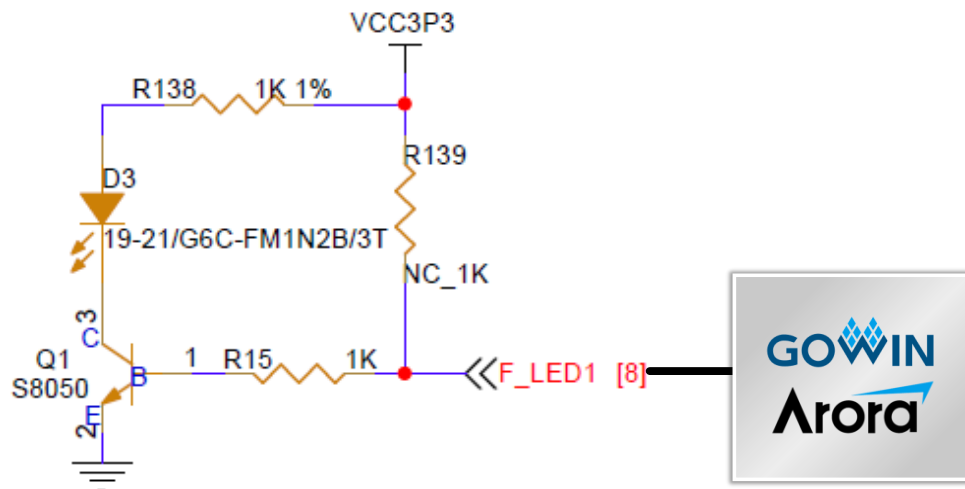 VCC3P3
R138 1K 1%
R139
D3
19-21/G6C-FM1N2B/3T
NC_1K
3
C
Q1
S8050
B
1
R15 1K
F_LED1 [8]
E
2
GOWIN
Arora